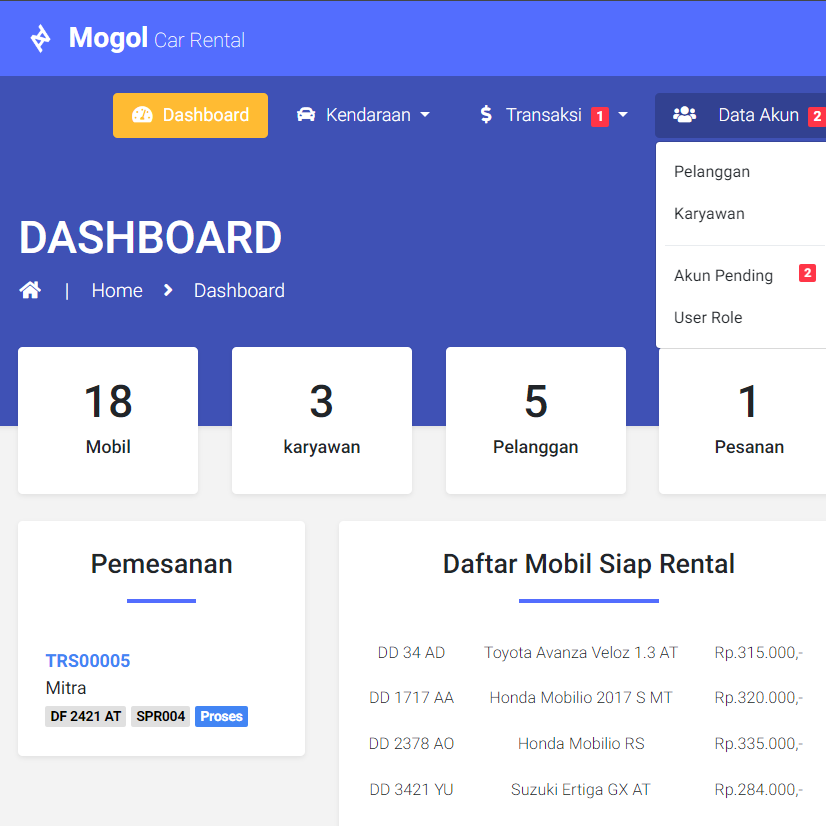 Mogol Car Rental
Dashboard Kendaraan Transaksi 1 Data Akun 2
Pelanggan
Karyawan
Akun Pending 2
User Role
DASHBOARD
| Home Dashboard
18
Mobil
3
karyawan
5
Pelanggan
1
Pesanan
Pemesanan
TRS00005
Mitra
DF 2421 AT SPR004 Proses
Daftar Mobil Siap Rental
DD 34 AD Toyota Avanza Veloz 1.3 AT Rp.315.000,-
DD 1717 AA Honda Mobilio 2017 S MT Rp.320.000,-
DD 2378 AO Honda Mobilio RS Rp.335.000,-
DD 3421 YU Suzuki Ertiga GX AT Rp.284.000,-